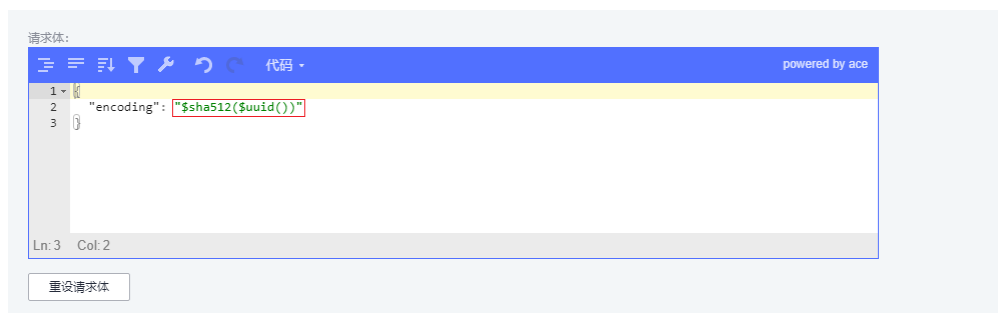 请求体:
代码
powered by ace
1 {
2 "encoding": "$sha512($uuid())"
3 }
Ln: 3 Col: 2
重设请求体